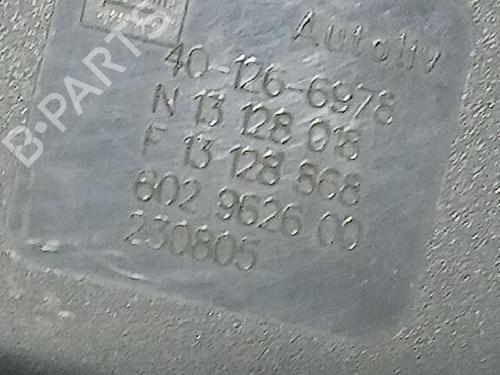 Autoliv
40-126-6978
N 13 128 018
F 13 128 868
602 9626 00
230805
B-PARTS